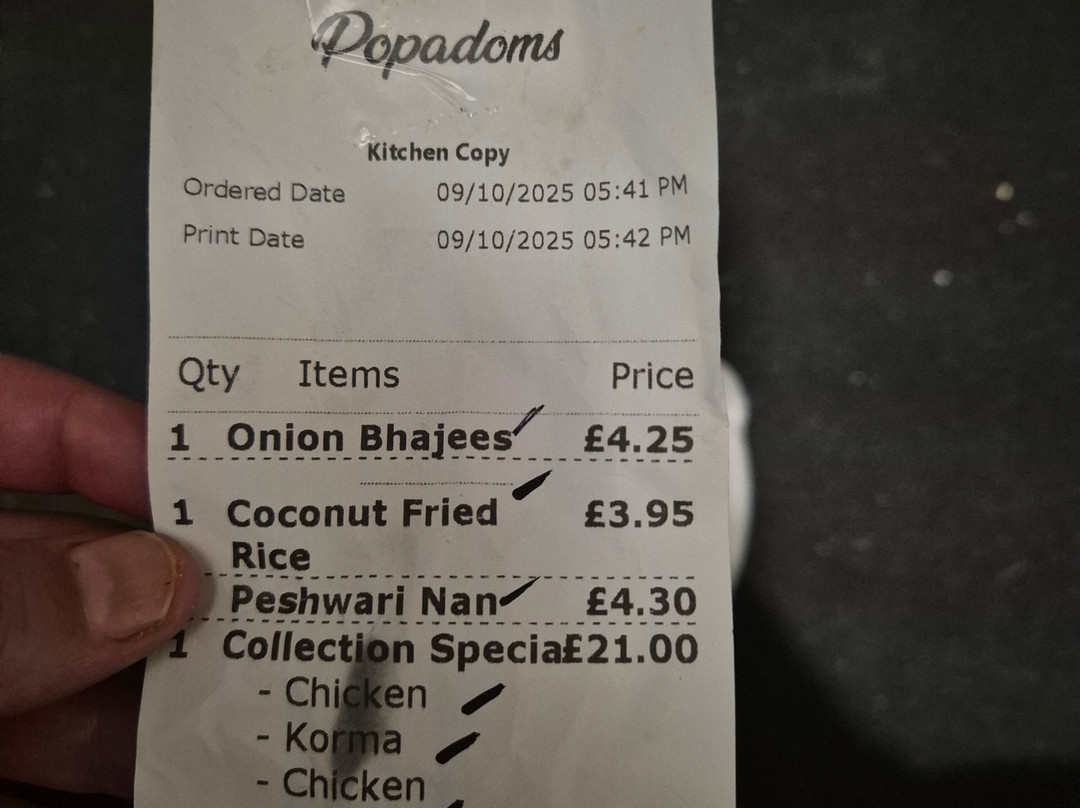 Popadoms
Kitchen Copy
Ordered Date 09/10/2025 05:41 PM
Print Date 09/10/2025 05:42 PM
Qty Items Price
1 Onion Bhajees £4.25
1 Coconut Fried £3.95
Rice
Peshwari Nan £4.30
1 Collection Specia£21.00
- Chicken
- Korma
- Chicken